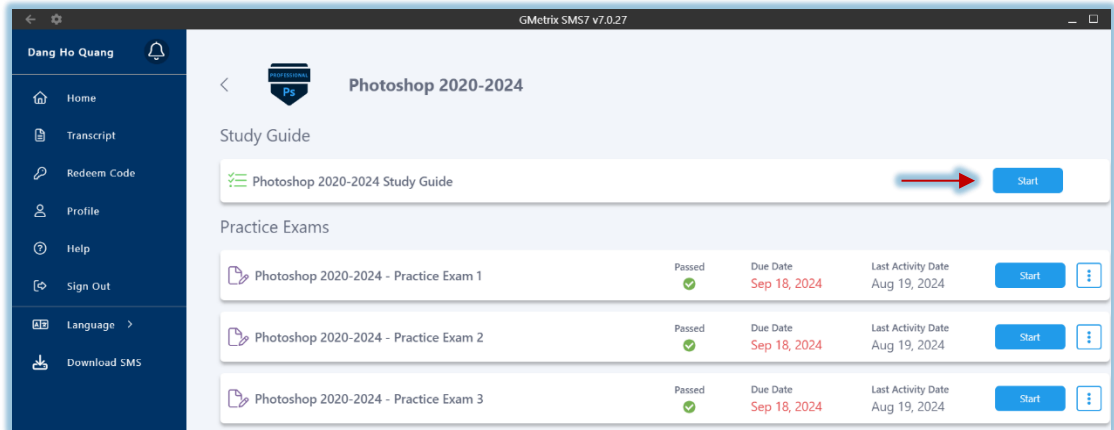 GMetrix SMS7 v7.0.27
Dang Ho Quang
Home
Transcript
Redeem Code
Profile
Help
Sign Out
Language >
Download SMS
PROFESSIONAL
Ps
Photoshop 2020-2024
Study Guide
Photoshop 2020-2024 Study Guide
Start
Practice Exams
Photoshop 2020-2024 - Practice Exam 1
Passed
Due Date
Sep 18, 2024
Last Activity Date
Aug 19, 2024
Start
Photoshop 2020-2024 - Practice Exam 2
Passed
Due Date
Sep 18, 2024
Last Activity Date
Aug 19, 2024
Start
Photoshop 2020-2024 - Practice Exam 3
Passed
Due Date
Sep 18, 2024
Last Activity Date
Aug 19, 2024
Start